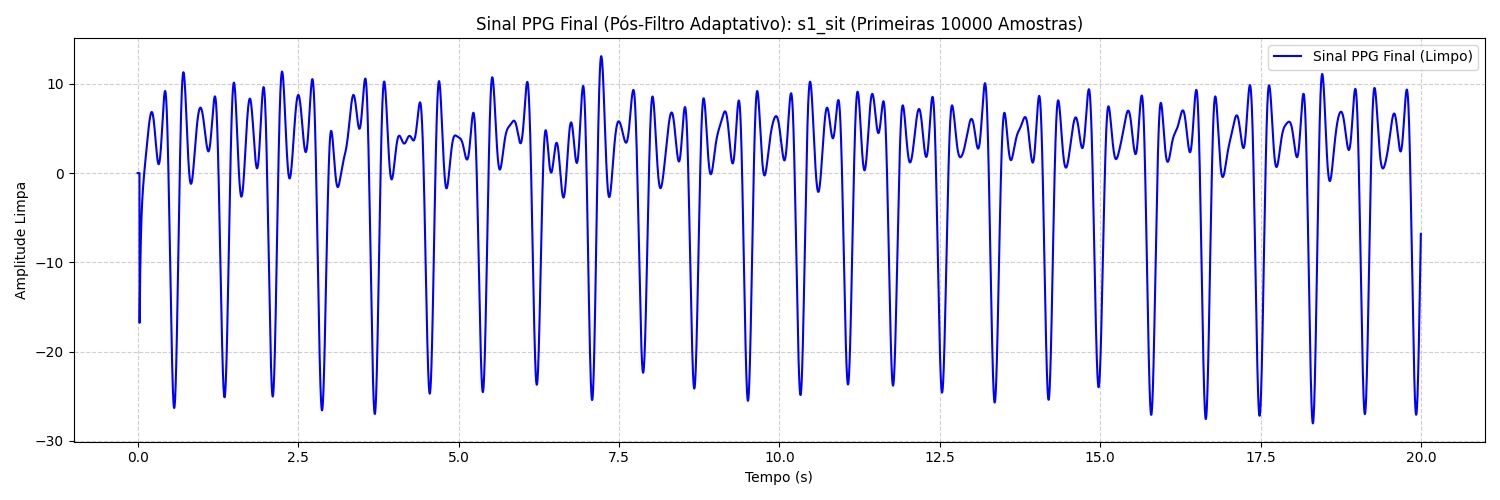 Sinal PPG Final (Pós-Filtro Adaptativo): s1_sit (Primeiras 10000 Amostras)
Sinal PPG Final (Limpo)
Amplitude Limpa
10
0
−10
−20
−30
0.0 2.5 5.0 7.5 10.0 12.5 15.0 17.5 20.0
Tempo (s)